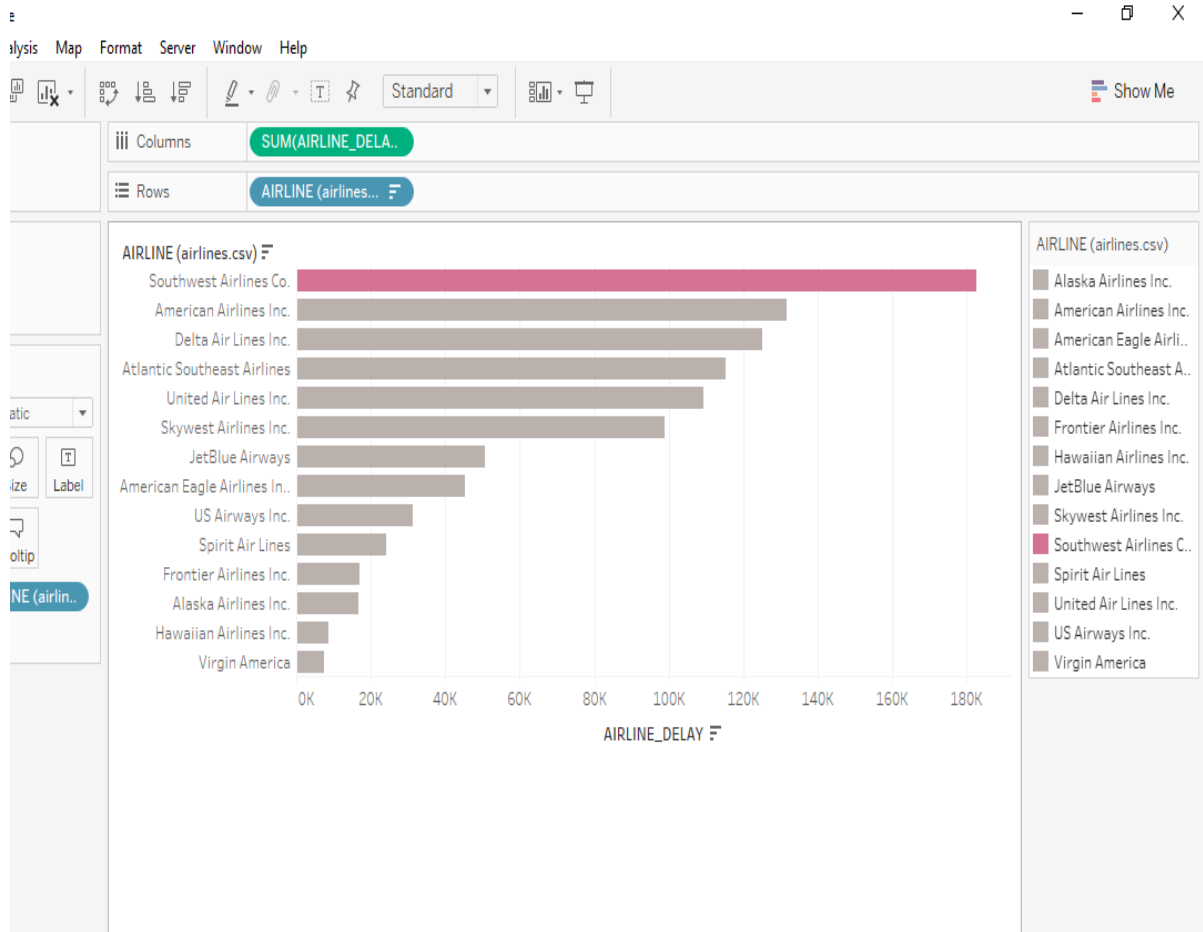 e
alysis Map Format Server Window Help
Standard
Show Me
Columns SUM(AIRLINE_DELA..
Rows AIRLINE (airlines...
AIRLINE (airlines.csv)
Southwest Airlines Co.
American Airlines Inc.
Delta Air Lines Inc.
Atlantic Southeast Airlines
United Air Lines Inc.
Skywest Airlines Inc.
JetBlue Airways
American Eagle Airlines In..
US Airways Inc.
Spirit Air Lines
Frontier Airlines Inc.
Alaska Airlines Inc.
Hawaiian Airlines Inc.
Virgin America
0K 20K 40K 60K 80K 100K 120K 140K 160K 180K
AIRLINE_DELAY
AIRLINE (airlines.csv)
Alaska Airlines Inc.
American Airlines Inc.
American Eagle Airli..
Atlantic Southeast A..
Delta Air Lines Inc.
Frontier Airlines Inc.
Hawaiian Airlines Inc.
JetBlue Airways
Skywest Airlines Inc.
Southwest Airlines C..
Spirit Air Lines
United Air Lines Inc.
US Airways Inc.
Virgin America
atic
T
ize Label
oltip
NE (airlin..